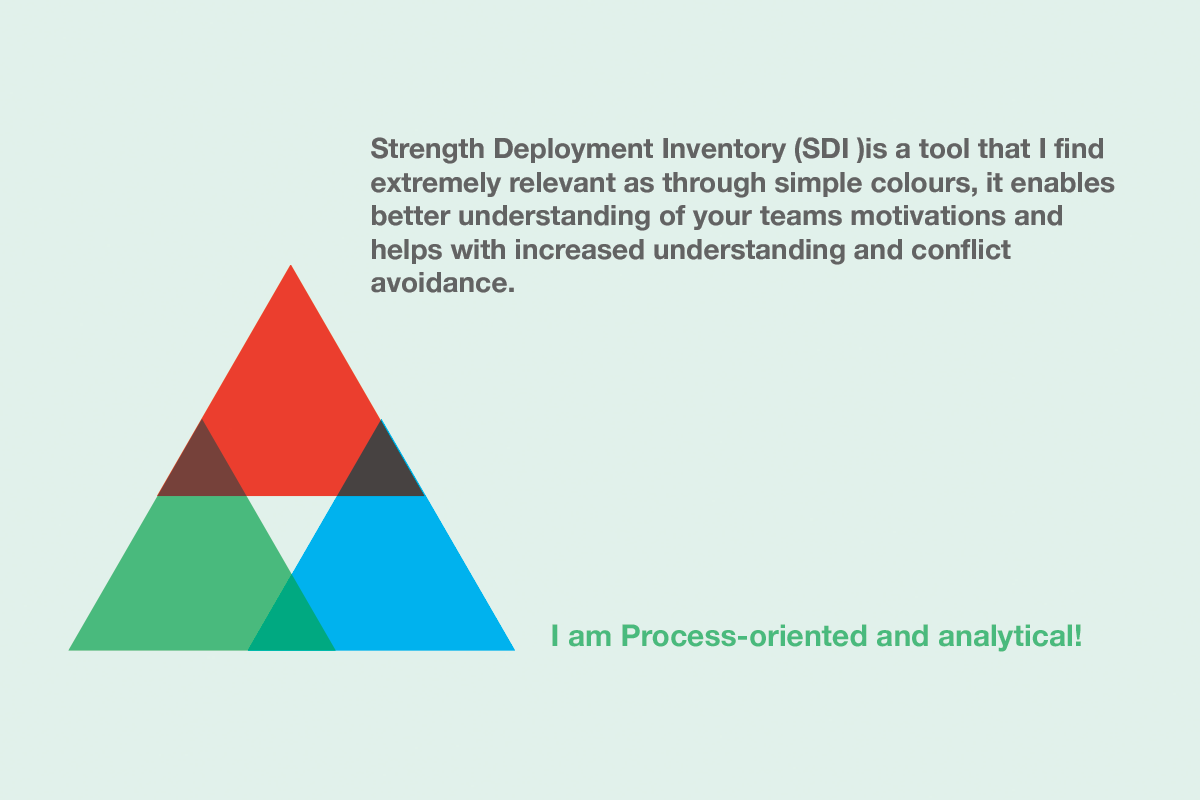 Strength Deployment Inventory (SDI )is a tool that I find
extremely relevant as through simple colours, it enables
better understanding of your teams motivations and
helps with increased understanding and conflict
avoidance.
I am Process-oriented and analytical!